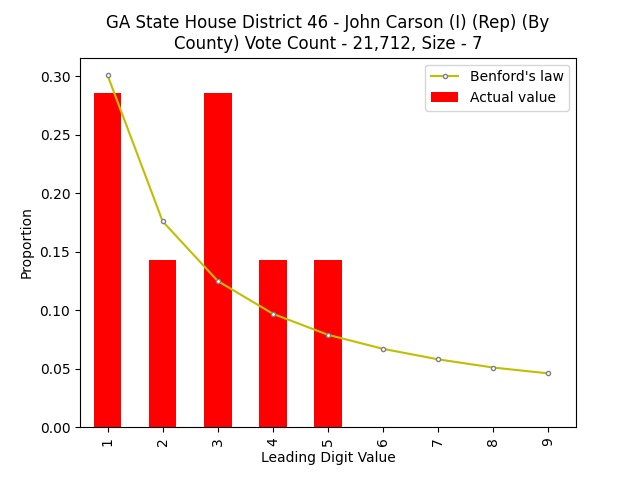 GA State House District 46 - John Carson (I) (Rep) (By
County) Vote Count - 21,712, Size - 7
Benford's law
Actual value
0.30
0.25
0.20
0.15
0.10
0.05
0.00
Proportion
1 2 3 4 5 6 7 8 9
Leading Digit Value